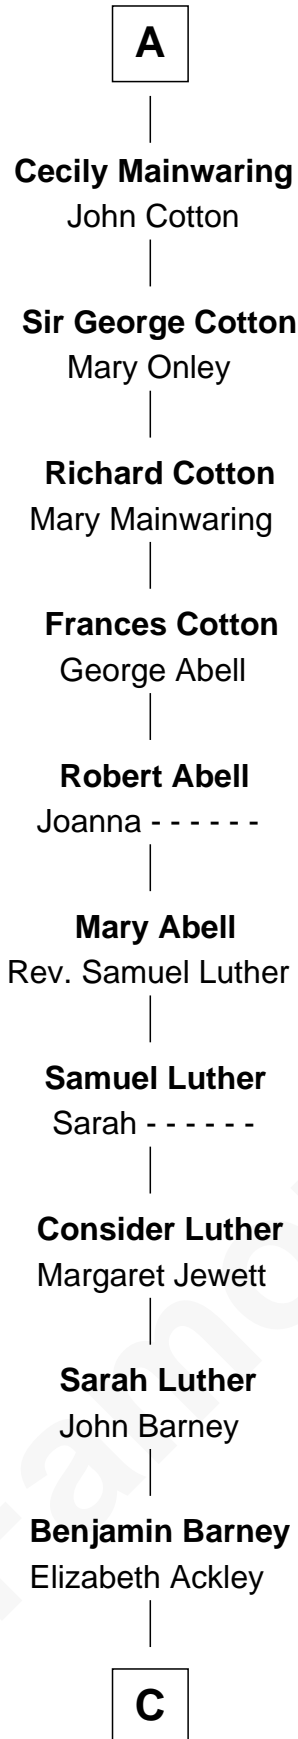 A
Cecily Mainwaring
John Cotton
Sir George Cotton
Mary Onley
Richard Cotton
Mary Mainwaring
Frances Cotton
George Abell
Robert Abell
Joanna - - - - - -
Mary Abell
Rev. Samuel Luther
Samuel Luther
Sarah - - - - - -
Consider Luther
Margaret Jewett
Sarah Luther
John Barney
Benjamin Barney
Elizabeth Ackley
C